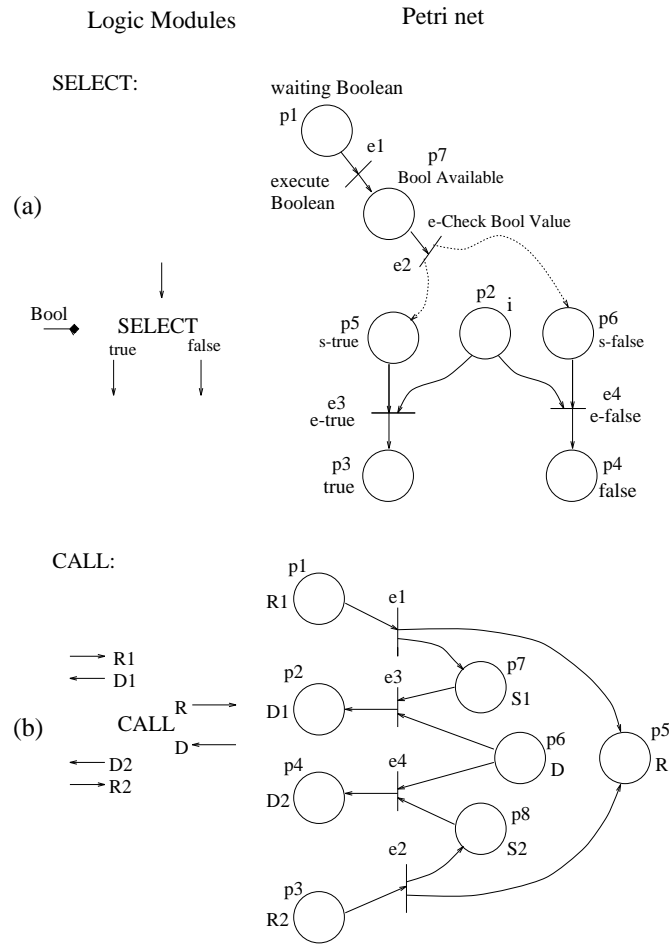 Logic Modules
Petri net
SELECT:
waiting Boolean
p1
e1
p7
execute
Boolean
Bool Available
(a)
e-Check Bool Value
e2
Bool
SELECT
true
false
p5
s-true
p2
i
p6
s-false
e3
e-true
e4
e-false
p3
true
p4
false
CALL:
p1
R1
e1
R1
D1
p2
D1
e3
p7
S1
(b)
R
CALL
D
p6
D
p5
R
D2
R2
p4
D2
e4
p8
S2
e2
p3
R2